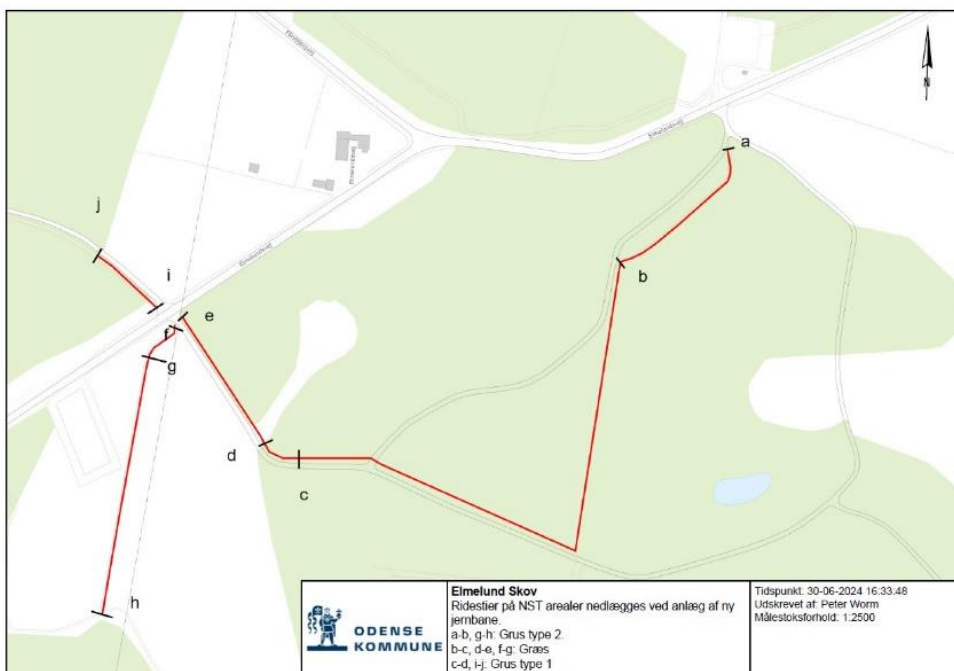 N
a
j
b
i
e
f
g
d
c
h
Elmelund Skov
Ridestier på NST arealer nedlægges ved anlæg af ny
jernbane.
a-b, g-h: Grus type 2.
b-c, d-e, f-g: Græs
c-d, i-j: Grus type 1
ODENSE
KOMMUNE
Tidspunkt: 30-06-2024 16:33:48
Udskrevet af: Peter Worm
Målestoksforhold: 1:2500